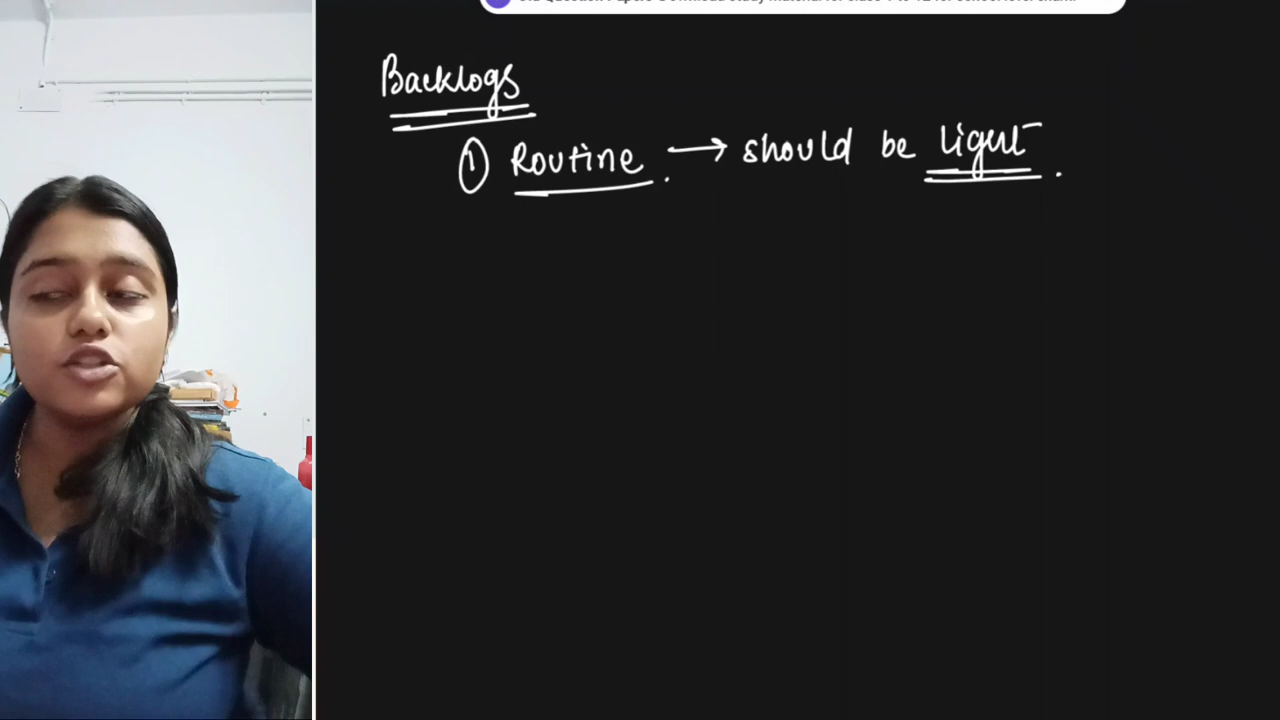 Backlogs
① Routine. → should be light.